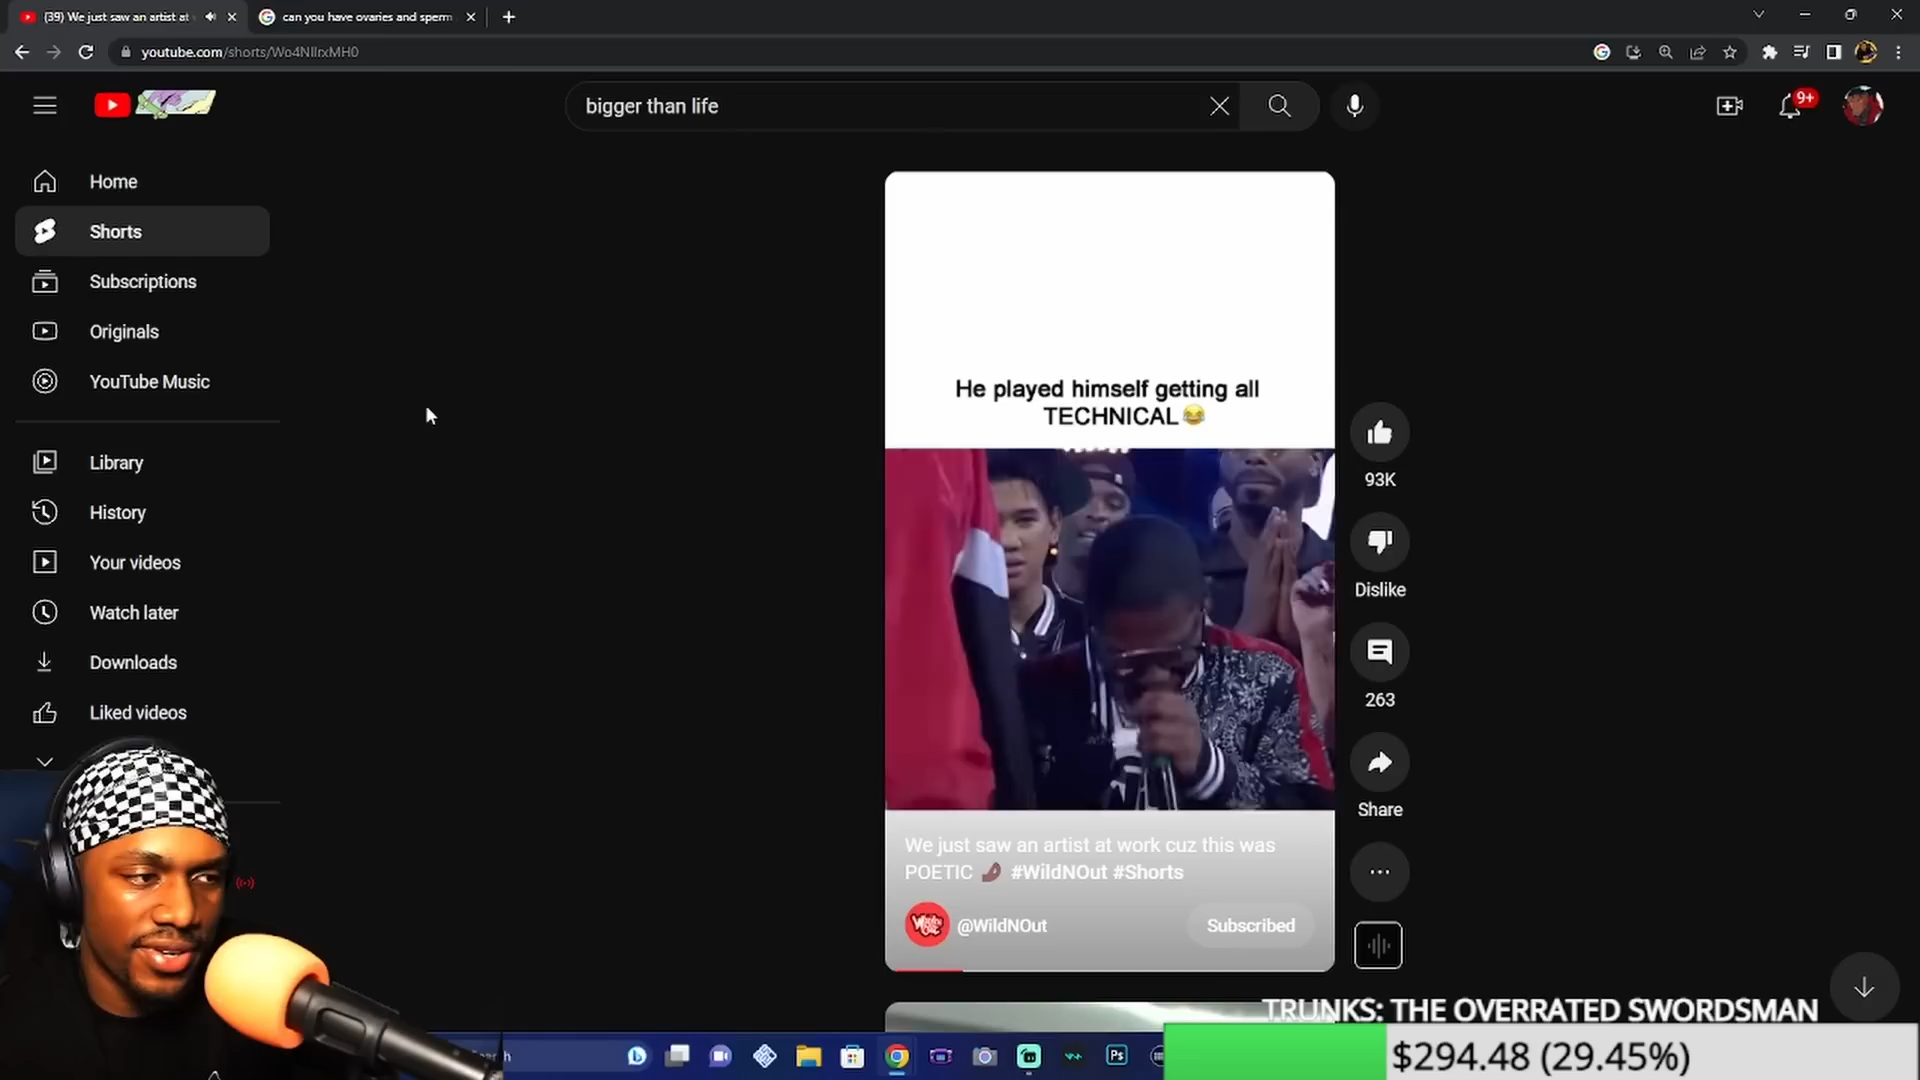 (39) We just saw an artist at
can you have ovaries and sperm
youtube.com/shorts/Wo4NIIrxMH0
bigger than life
9+
Home
Shorts
Subscriptions
Originals
YouTube Music
Library
History
Your videos
Watch later
Downloads
Liked videos
He played himself getting all
TECHNICAL😂
93K
Dislike
263
Share
We just saw an artist at work cuz this was
POETIC #WildNOut #Shorts
@WildNOut
Subscribed
TRUNKS: THE OVERRATED SWORDSMAN
$294.48 (29.45%)
Ps